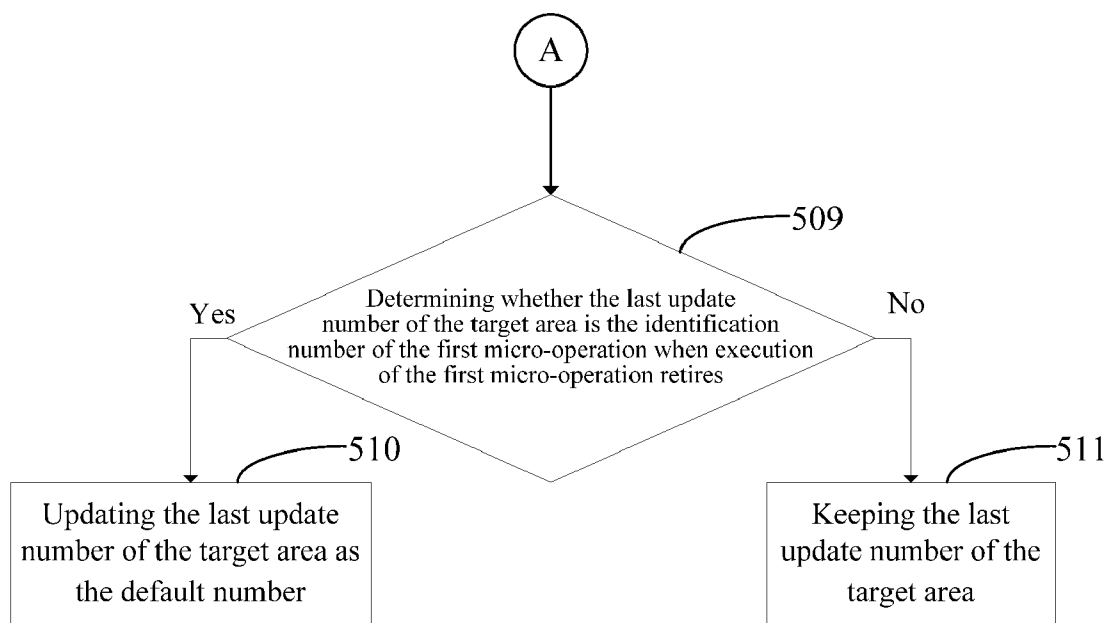 A
509
Determining whether the last update
number of the target area is the identification
number of the first micro-operation when execution
of the first micro-operation retires
Yes
No
510
Updating the last update
number of the target area as
the default number
511
Keeping the last
update number of the
target area